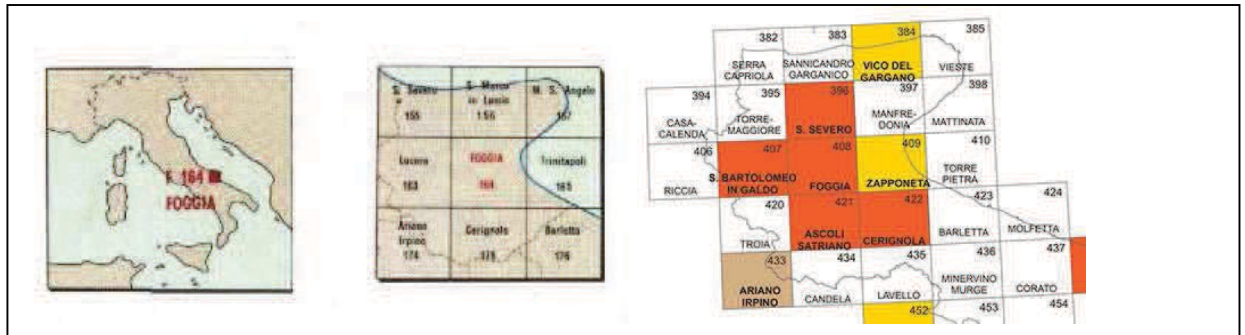 F. 164
FOGGIA
S. Severo
155
S. Marco
in Lamis
156
M. S. Angelo
157
Lucera
163
FOGGIA
164
Trinitapoli
165
Ariano
Irpino
174
Cerignola
175
Barletta
176
382
SERRA
CAPRIOLA
383
SANNICANDRO
GARGANICO
384
VICO DEL
GARGANO
385
VIESTE
394
CASA-
CALENDA
395
TORRE-
MAGGIORE
396
S. SEVERO
397
MANFRE-
DONIA
398
MATTINATA
406
RICCIA
407
S. BARTOLOMEO
IN GALDO
408
FOGGIA
409
ZAPPONETA
410
TORRE
PIETRA
420
TROIA
421
ASCOLI
SATRIANO
422
CERIGNOLA
423
BARLETTA
424
MOLFETTA
433
ARIANO
IRPINO
434
CANDELA
435
LAVELLO
436
MINERVINO
MURGE
437
CORATO
452
453
454